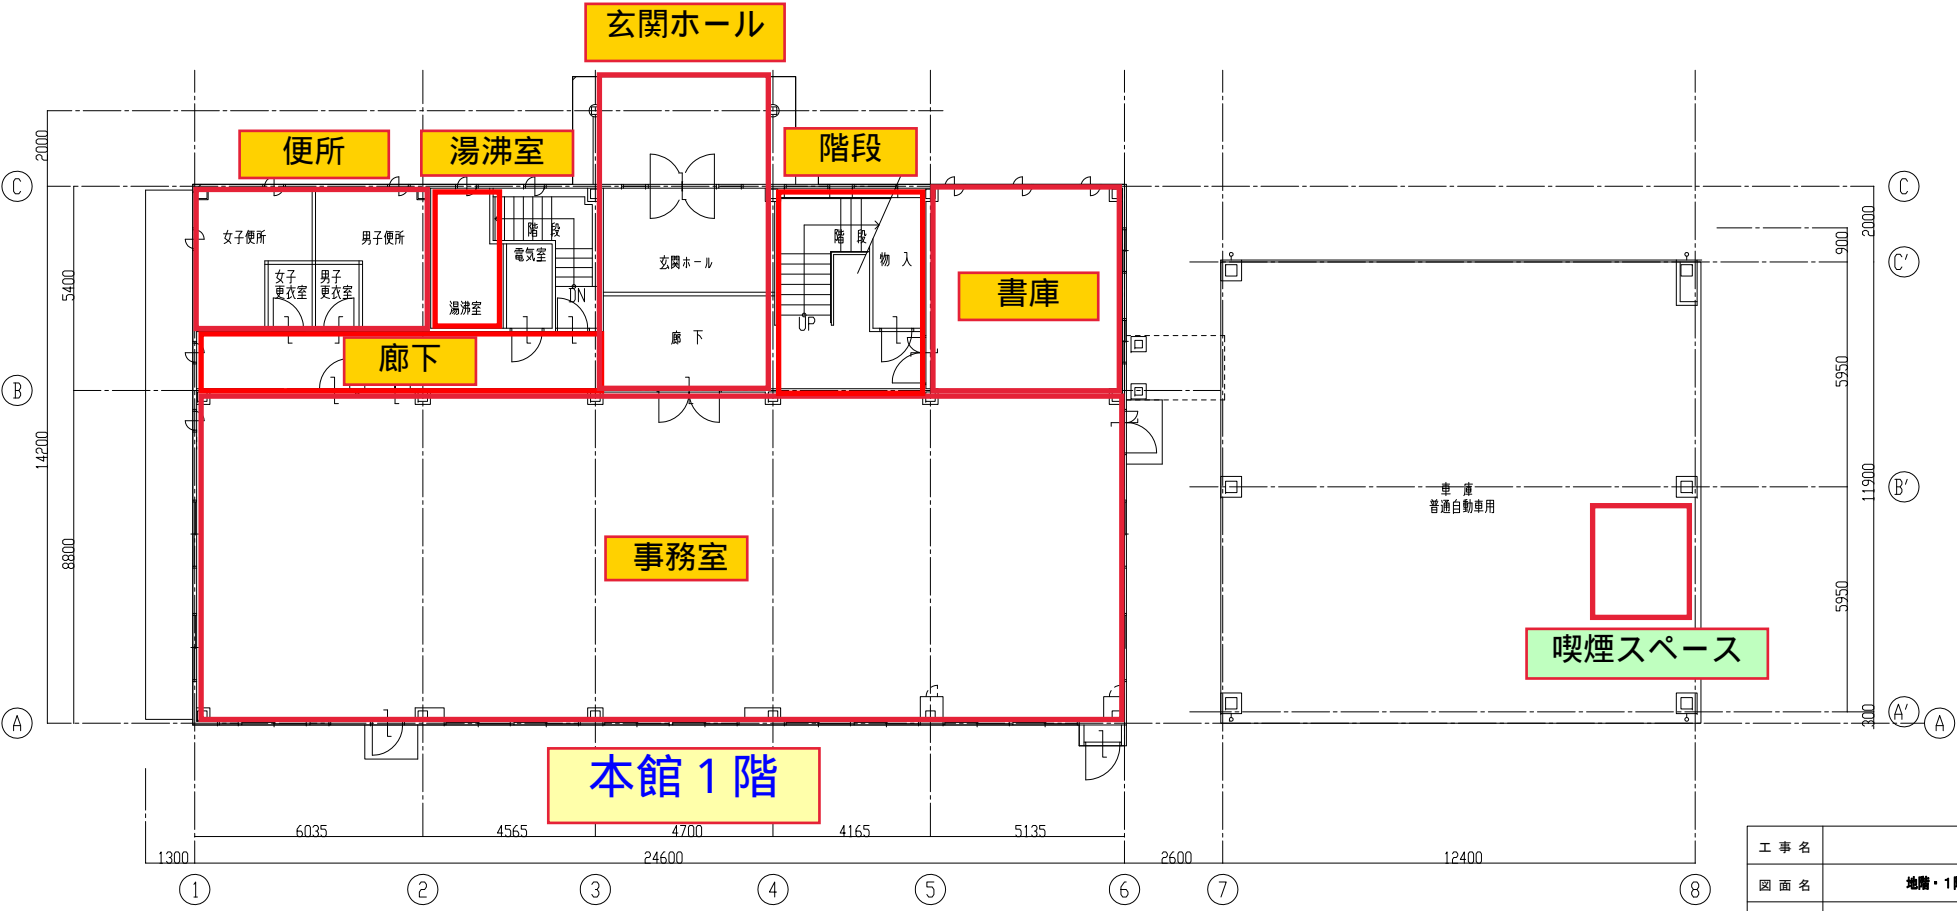 玄関ホール
便所
湯沸室
階段
2000
C
C
女子便所
男子便所
階 段
電気室
玄関ホール
階 段
物 入
2000
900
C'
5400
女子
更衣室
男子
更衣室
湯沸室
DN
UP
書庫
廊 下
廊下
B
5950
14200
11900
B'
車 庫
普通自動車用
8800
事務室
5950
喫煙スペース
A
300
A'
A
本館1階
6035
4565
4700
4165
5135
1300
24600
2600
12400
1
2
3
4
5
6
7
8
工 事 名
図 面 名
地階・1